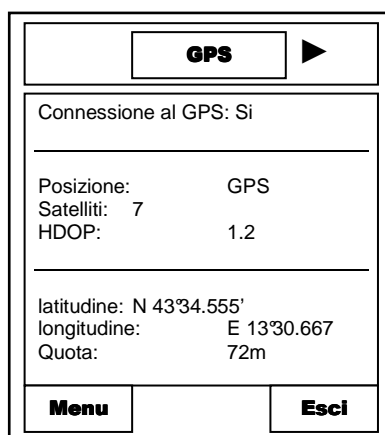 GPS
Connessione al GPS: Si
Posizione: GPS
Satelliti: 7
HDOP: 1.2
latitudine: N 43°34.555'
longitudine: E 13°30.667
Quota: 72m
Menu Esci